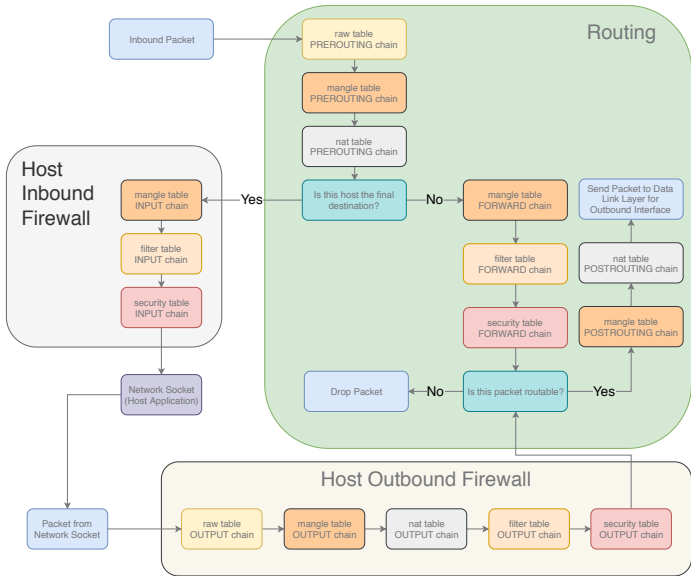 Inbound Packet
raw table
PREROUTING chain
Routing
mangle table
PREROUTING chain
nat table
PREROUTING chain
Host
Inbound
Firewall
mangle table
INPUT chain
Yes
Is this host the final
destination?
No
mangle table
FORWARD chain
Send Packet to Data
Link Layer for
Outbound Interface
filter table
INPUT chain
filter table
FORWARD chain
nat table
POSTROUTING chain
security table
INPUT chain
security table
FORWARD chain
mangle table
POSTROUTING chain
Network Socket
(Host Application)
Drop Packet
No
Is this packet routable?
Yes
Host Outbound Firewall
Packet from
Network Socket
raw table
OUTPUT chain
mangle table
OUTPUT chain
nat table
OUTPUT chain
filter table
OUTPUT chain
security table
OUTPUT chain